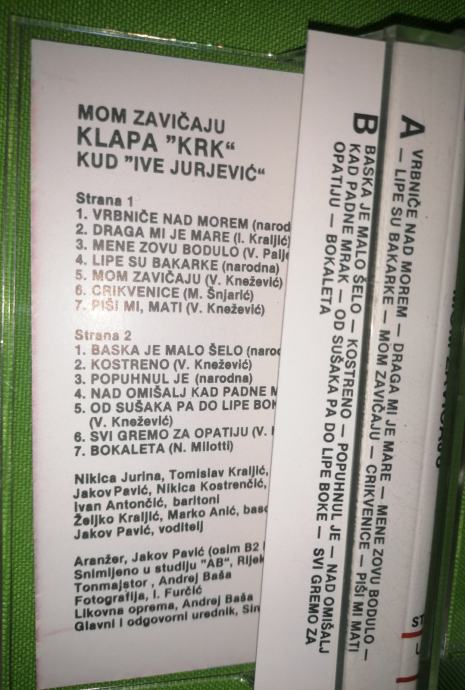 MOM ZAVIČAJU
KLAPA "KRK"
KUD "IVE JURJEVIĆ"
Strana 1
1. VRBNIČE NAD MOREM (narod
2. DRAGA MI JE MARE (I. Kraljić)
3. MENE ZOVU BODULO (V. Palje
4. LIPE SU BAKARKE (narodna)
5. MOM ZAVIČAJU (V. Knežević)
6. CRIKVENICE (M. Šnjarić)
7. PIŠI MI, MATI (V. Knežević)
Strana 2
1. BASKA JE MALO ŠELO (naroc
2. KOSTRENO (V. Knežević)
3. POPUHNUL JE (narodna)
4. NAD OMIŠALJ KAD PADNE M
5. OD SUŠAKA PA DO LIPE BOK
(V. Knežević)
6. SVI GREMO ZA OPATIJU (V.
7. BOKALETA (N. Milotti)
Nikica Jurina, Tomislav Kraljić,
Jakov Pavić, Nikica Kostrenčić,
Ivan Antončić, baritoni
Željko Kraljić, Marko Anić, baso
Jakov Pavić, voditelj
Aranžer, Jakov Pavić (osim B2
Snimljeno u studiju "AB", Rijek
Tonmajstor, Andrej Baša
Fotografija, I. Furčić
Likovna oprema, Andrej Baša
Glavni i odgovorni urednik, Sin
A VRBNIČE NAD MOREM — DRAGA MI JE MARE — MENE ZOVU BODULO —
— LIPE SU BAKARKE — MOM ZAVIČAJU — CRIKVENICE — PIŠI MI MATI
B BASKA JE MALO ŠELO — KOSTRENO — POPUHNUL JE — NAD OMIŠALJ
KAD PADNE MRAK — OD SUŠAKA PA DO LIPE BOKE — SVI GREMO ZA
OPATIJU — BOKALETA
ST